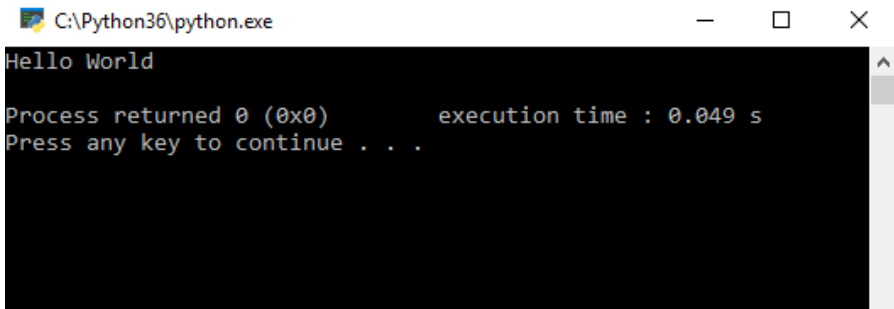 C:\Python36\python.exe
Hello World
Process returned 0 (0x0)        execution time : 0.049 s
Press any key to continue . . .